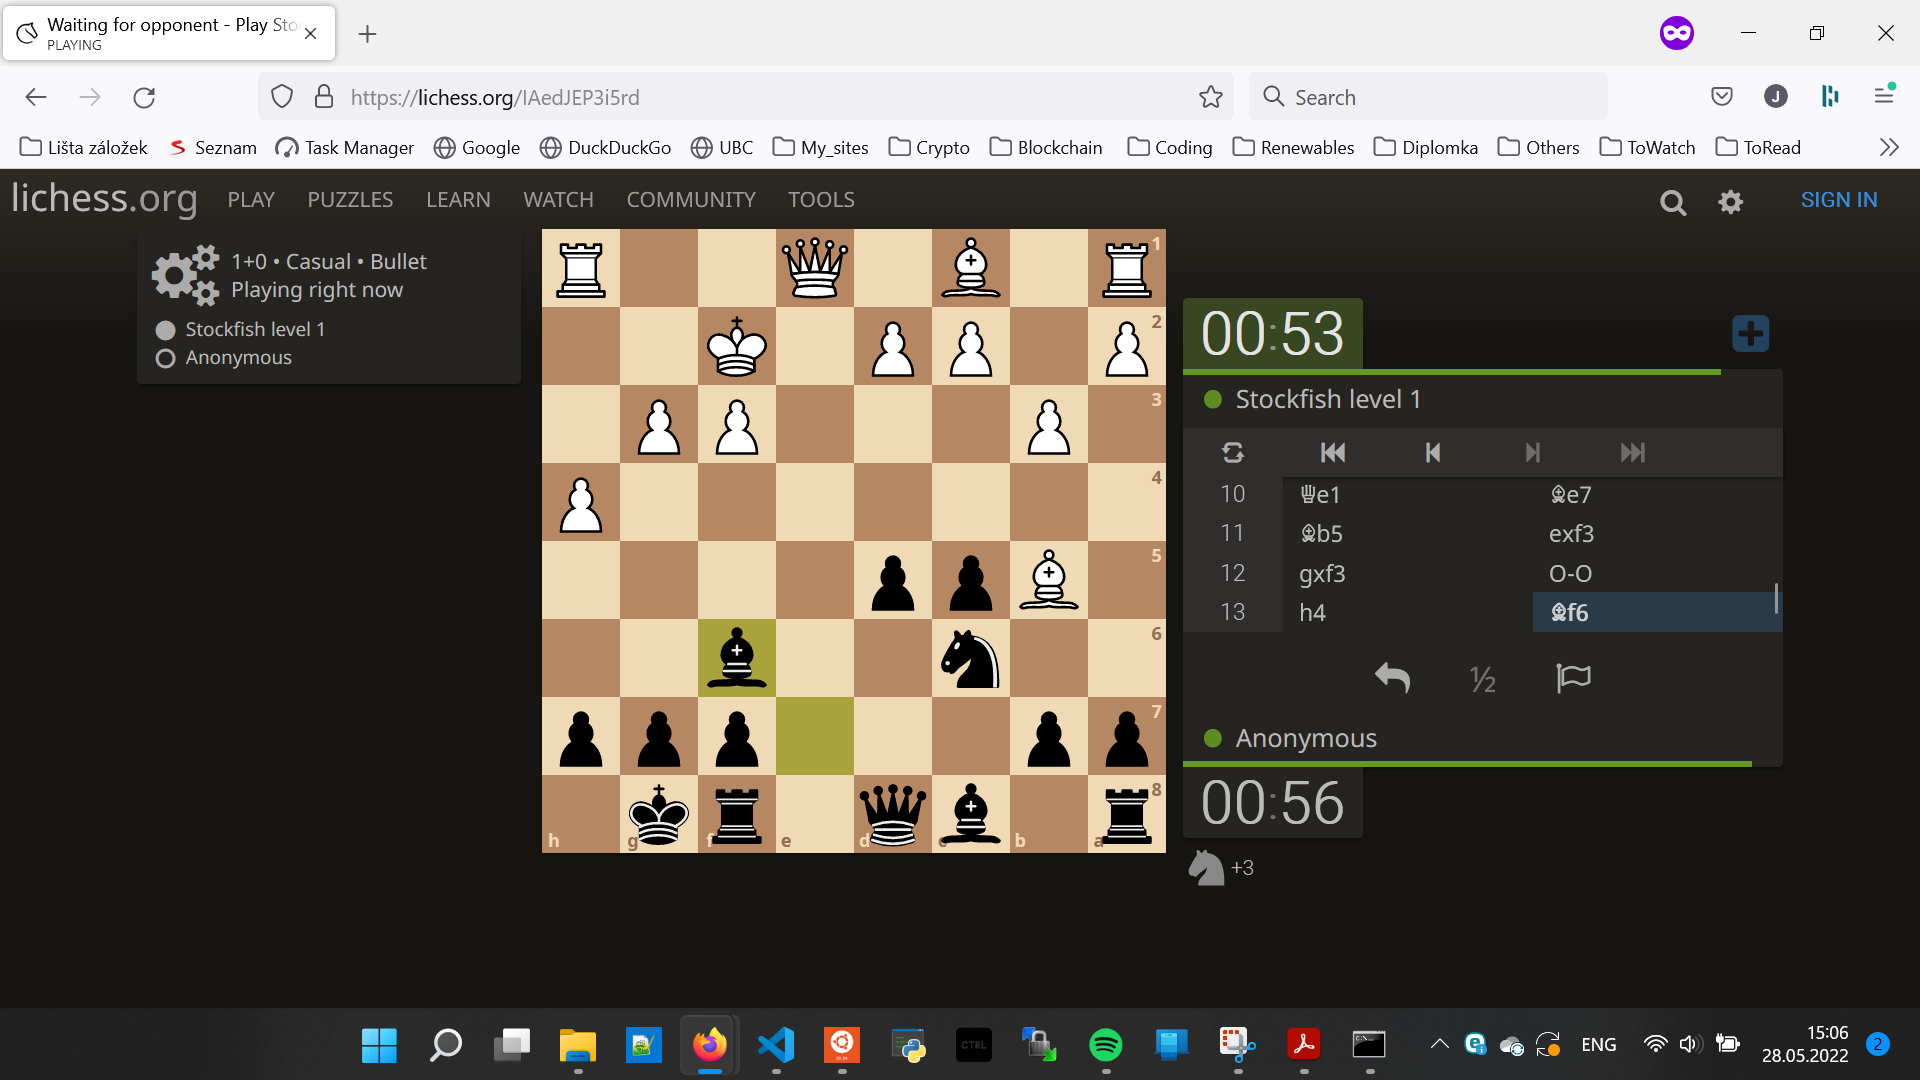 Waiting for opponent - Play Sto
PLAYING
https://lichess.org/IAedJEP3i5rd
Search
J
Lišta záložek
Seznam
Task Manager
Google
DuckDuckGo
UBC
My_sites
Crypto
Blockchain
Coding
Renewables
Diplomka
Others
ToWatch
ToRead
lichess.org
PLAY
PUZZLES
LEARN
WATCH
COMMUNITY
TOOLS
SIGN IN
1+0 • Casual • Bullet
Playing right now
Stockfish level 1
Anonymous
1
2
3
4
5
6
7
8
h
g
f
e
d
c
b
a
00:53
Stockfish level 1
10 ♕e1 ♗e7
11 ♗b5 exf3
12 gxf3 O-O
13 h4 ♗f6
½
Anonymous
00:56
+3
CTRL
ENG
15:06
28.05.2022
2